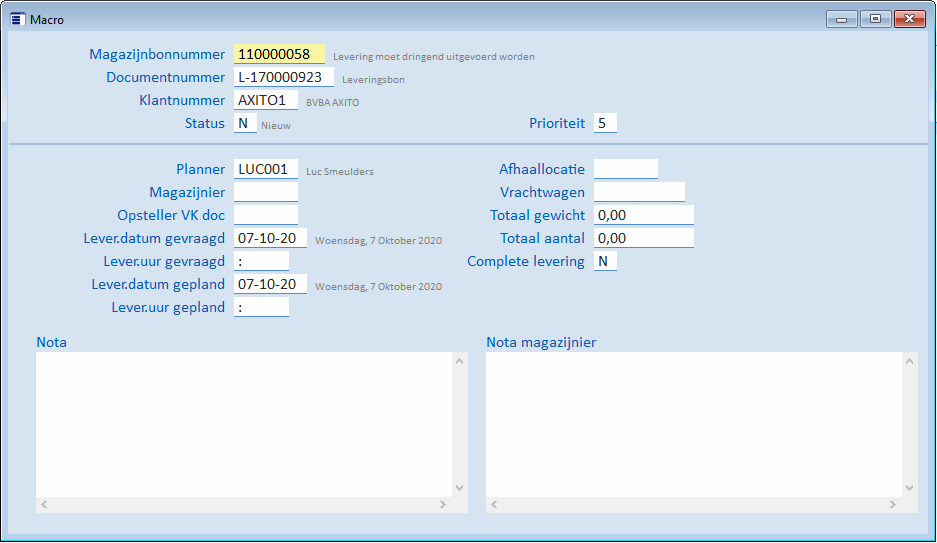 Macro
Magazijnbonnummer 110000058 Levering moet dringend uitgevoerd worden
Documentnummer L-170000923 Leveringsbon
Klantnummer AXITO1 BVBA AXITO
Status N Nieuw Prioriteit 5
Planner LUC001 Luc Smeulders Afhaallocatie
Magazijnier Vrachtwagen
Opsteller VK doc Totaal gewicht 0,00
Lever.datum gevraagd 07-10-20 Woensdag, 7 Oktober 2020 Totaal aantal 0,00
Lever.uur gevraagd : Complete levering N
Lever.datum gepland 07-10-20 Woensdag, 7 Oktober 2020
Lever.uur gepland :
Nota Nota magazijnier